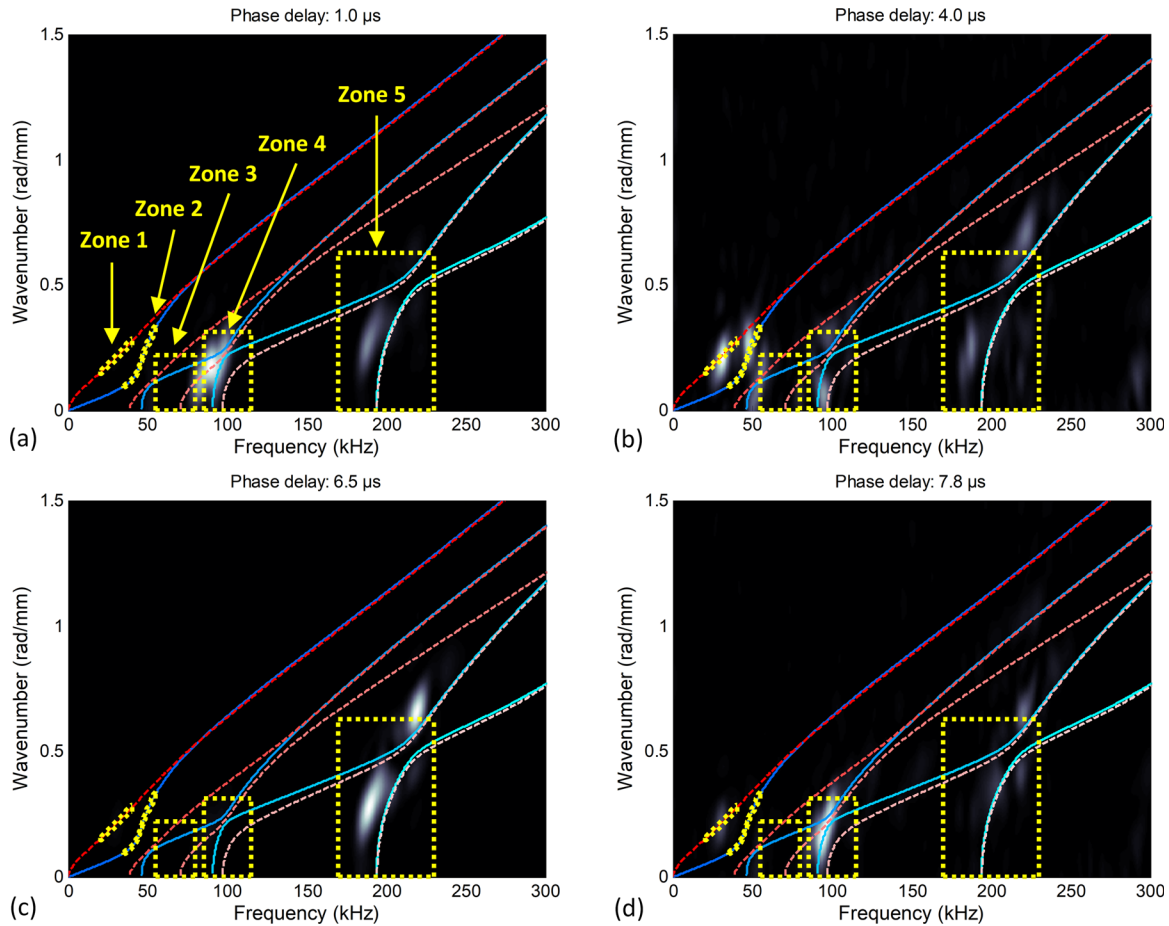 Phase delay: 1.0 µs
1.5
1
0.5
0
Wavenumber (rad/mm)
Zone 1
Zone 2
Zone 3
Zone 4
Zone 5
0 50 100 150 200 250 300
Frequency (kHz)
(a)
Phase delay: 4.0 µs
1.5
1
0.5
0
Wavenumber (rad/mm)
0 50 100 150 200 250 300
Frequency (kHz)
(b)
Phase delay: 6.5 µs
1.5
1
0.5
0
Wavenumber (rad/mm)
0 50 100 150 200 250 300
Frequency (kHz)
(c)
Phase delay: 7.8 µs
1.5
1
0.5
0
Wavenumber (rad/mm)
0 50 100 150 200 250 300
Frequency (kHz)
(d)